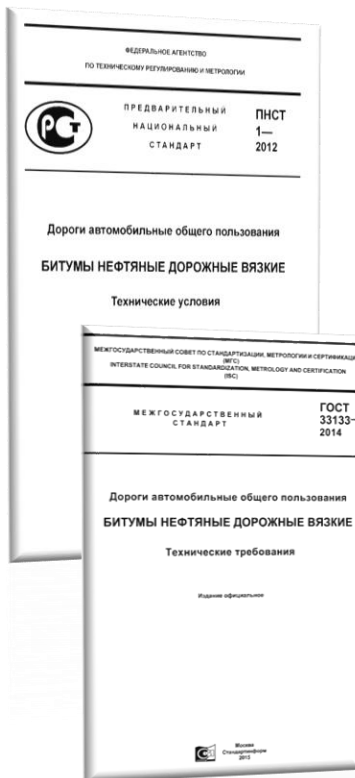 ФЕДЕРАЛЬНОЕ АГЕНТСТВО
ПО ТЕХНИЧЕСКОМУ РЕГУЛИРОВАНИЮ И МЕТРОЛОГИИ
ПРЕДВАРИТЕЛЬНЫЙ
НАЦИОНАЛЬНЫЙ
СТАНДАРТ
ПНСТ
1—
2012
Дороги автомобильные общего пользования
БИТУМЫ НЕФТЯНЫЕ ДОРОЖНЫЕ ВЯЗКИЕ
Технические условия
МЕЖГОСУДАРСТВЕННЫЙ СОВЕТ ПО СТАНДАРТИЗАЦИИ, МЕТРОЛОГИИ И СЕРТИФИКАЦИ
(МГС)
INTERSTATE COUNCIL FOR STANDARDIZATION, METROLOGY AND CERTIFICATION
(ISC)
МЕЖГОСУДАРСТВЕННЫЙ
СТАНДАРТ
ГОСТ
33133–
2014
Дороги автомобильные общего пользования
БИТУМЫ НЕФТЯНЫЕ ДОРОЖНЫЕ ВЯЗКИЕ
Технические требования
Издание официальное
Москва
Стандартинформ